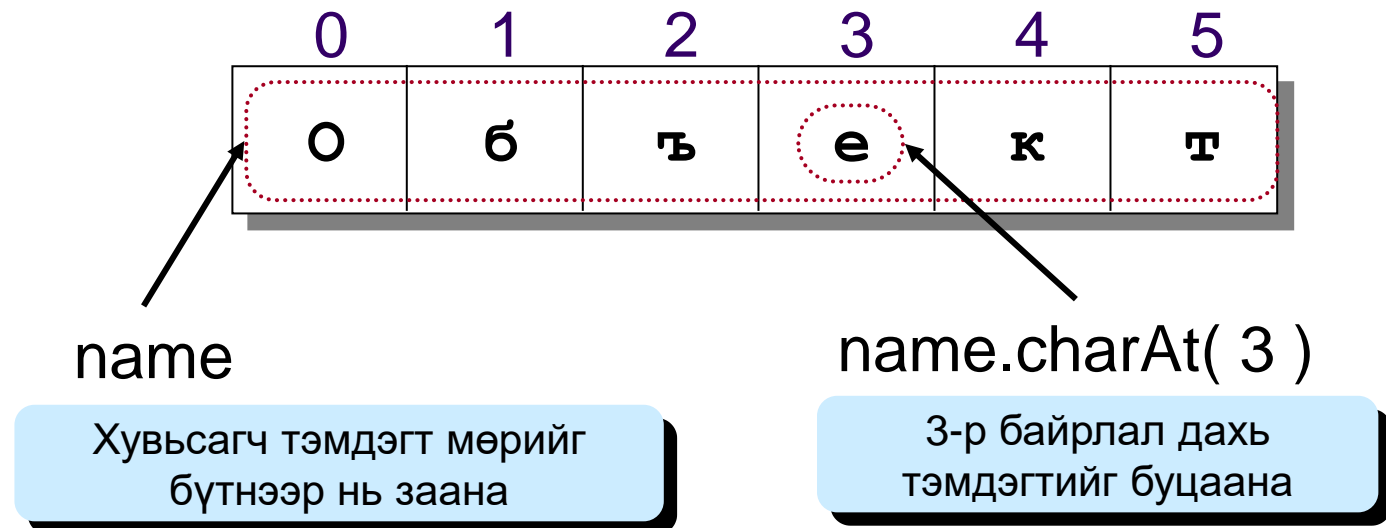 0 1 2 3 4 5
О б ъ е к т
name
name.charAt( 3 )
Хувьсагч тэмдэгт мөрийг
бүтнээр нь заана
3-р байрлал дахь
тэмдэгтийг буцаана